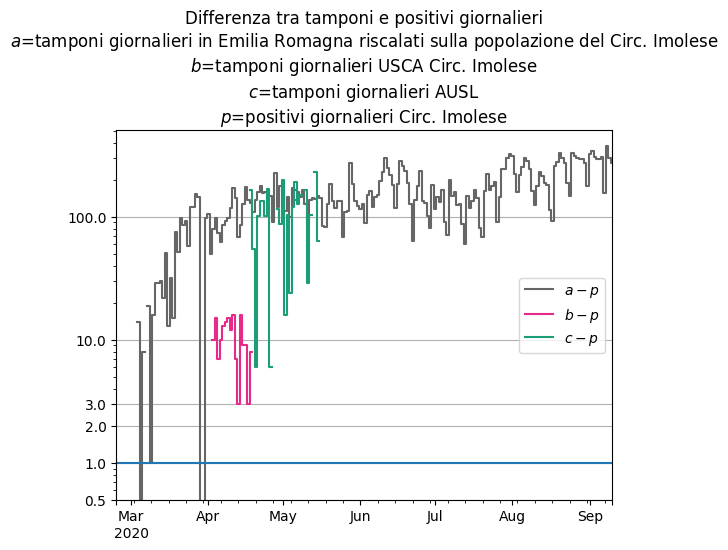 Differenza tra tamponi e positivi giornalieri
a=tamponi giornalieri in Emilia Romagna riscalati sulla popolazione del Circ. Imolese
b=tamponi giornalieri USCA Circ. Imolese
c=tamponi giornalieri AUSL
p=positivi giornalieri Circ. Imolese
100.0
10.0
3.0
2.0
1.0
0.5
a − p
b − p
c − p
Mar Apr May Jun Jul Aug Sep
2020